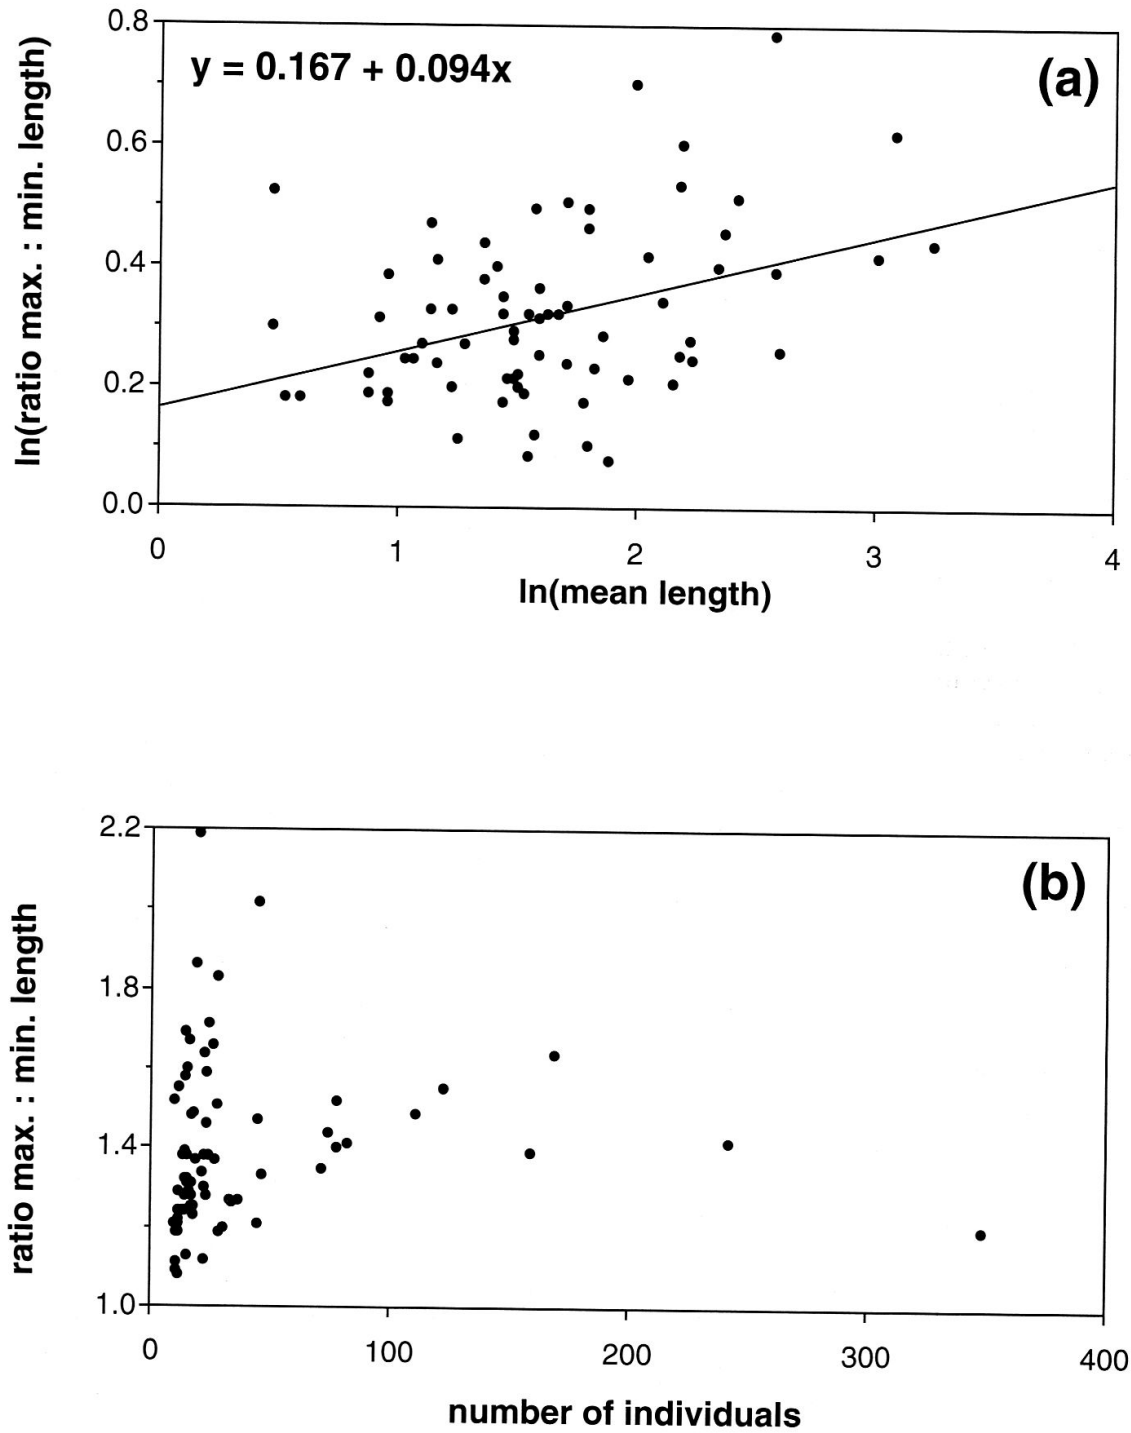 y = 0.167 + 0.094x
(a)
ln(ratio max. : min. length)
0.8
0.6
0.4
0.2
0.0
0 1 2 3 4
ln(mean length)
(b)
ratio max. : min. length
2.2
1.8
1.4
1.0
0 100 200 300 400
number of individuals